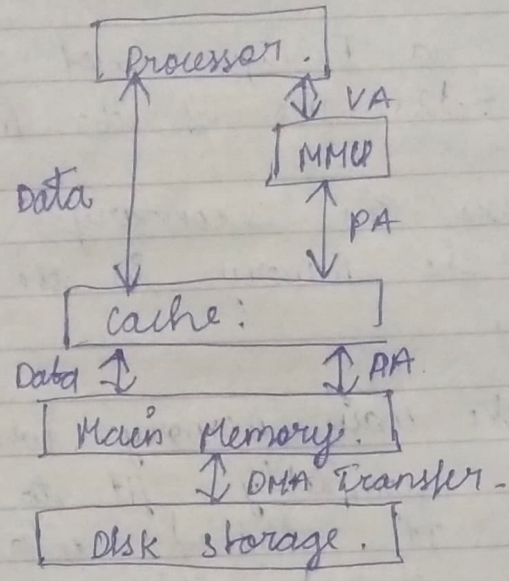 Processor.
VA
MMU
Data
PA
Cache:
Data
PA.
Main Memory.
DMA Transfer.
Disk storage.